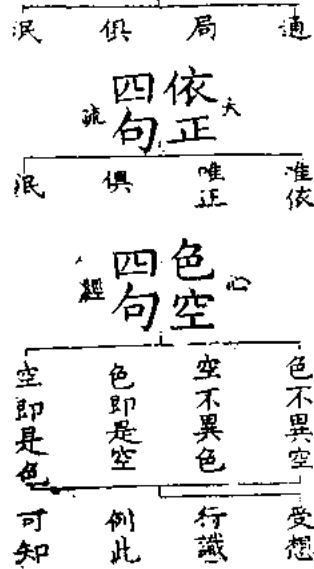 通
局
俱
泯
依正
四句
大
疏
准依
唯正
俱
泯
色空
四句
心
經
色不異空
空不異色
色即是空
空即是色
受想
行識
例此
可知